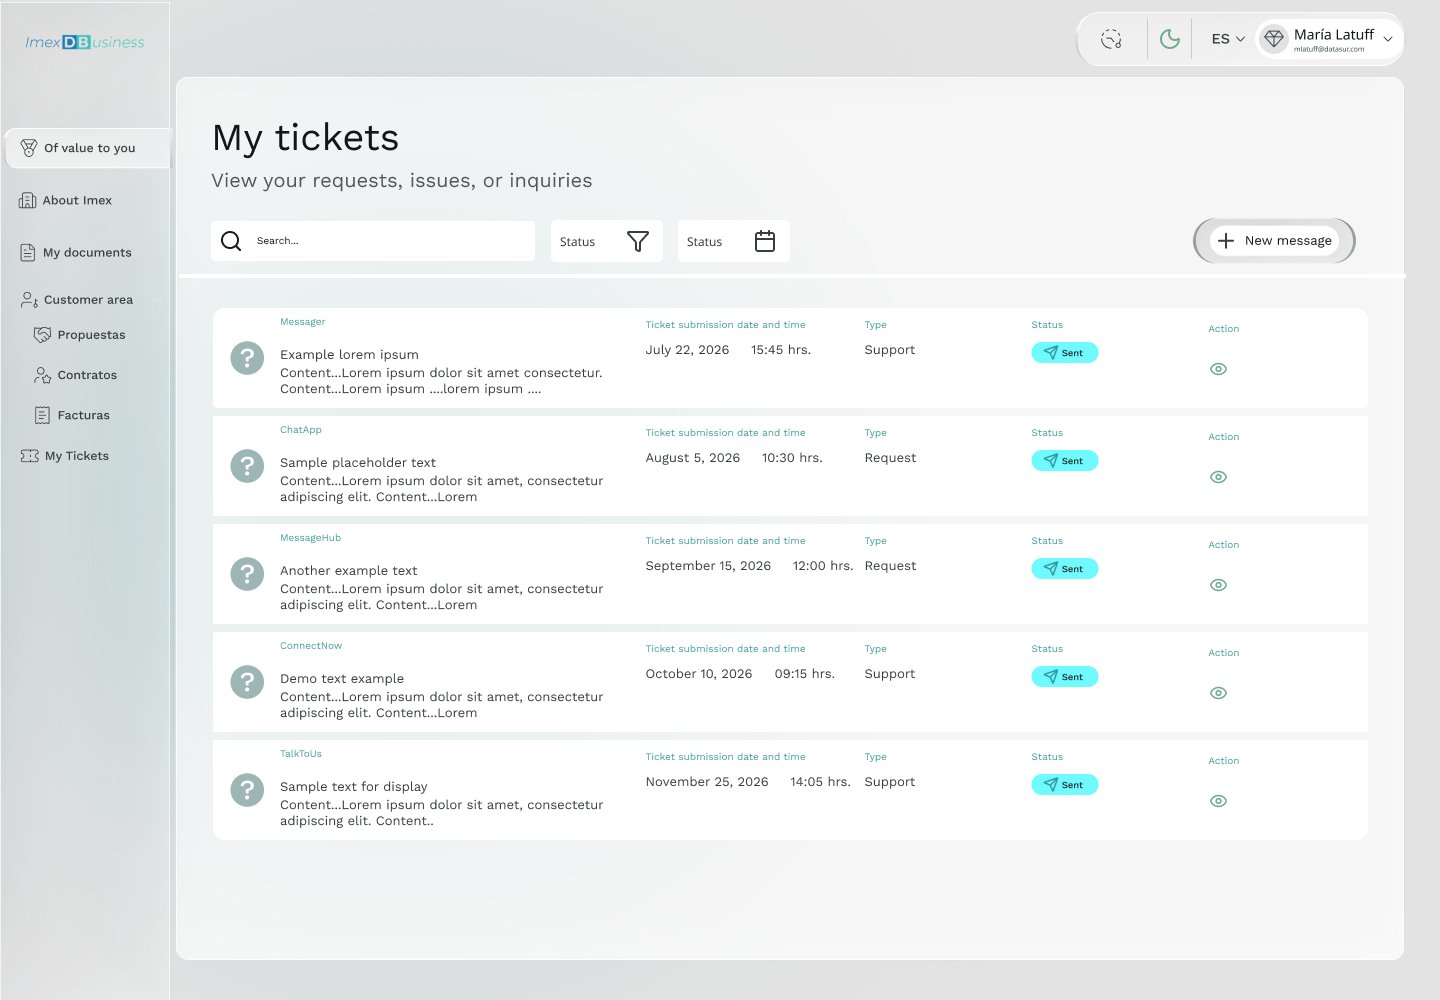 ImexDBusiness
ES
María Latuff
mlatuff@datasur.com
Of value to you
About Imex
My documents
Customer area
Propuestas
Contratos
Facturas
My Tickets
My tickets
View your requests, issues, or inquiries
Search...
Status
Status
New message
Messager
Example lorem ipsum
Content...Lorem ipsum dolor sit amet consectetur.
Content...Lorem ipsum ....lorem ipsum ....
Ticket submission date and time
July 22, 2026 15:45 hrs.
Type
Support
Status
Sent
Action
ChatApp
Sample placeholder text
Content...Lorem ipsum dolor sit amet, consectetur
adipiscing elit. Content...Lorem
Ticket submission date and time
August 5, 2026 10:30 hrs.
Type
Request
Status
Sent
Action
MessageHub
Another example text
Content...Lorem ipsum dolor sit amet, consectetur
adipiscing elit. Content...Lorem
Ticket submission date and time
September 15, 2026 12:00 hrs.
Type
Request
Status
Sent
Action
ConnectNow
Demo text example
Content...Lorem ipsum dolor sit amet, consectetur
adipiscing elit. Content...Lorem
Ticket submission date and time
October 10, 2026 09:15 hrs.
Type
Support
Status
Sent
Action
TalkToUs
Sample text for display
Content...Lorem ipsum dolor sit amet, consectetur
adipiscing elit. Content..
Ticket submission date and time
November 25, 2026 14:05 hrs.
Type
Support
Status
Sent
Action